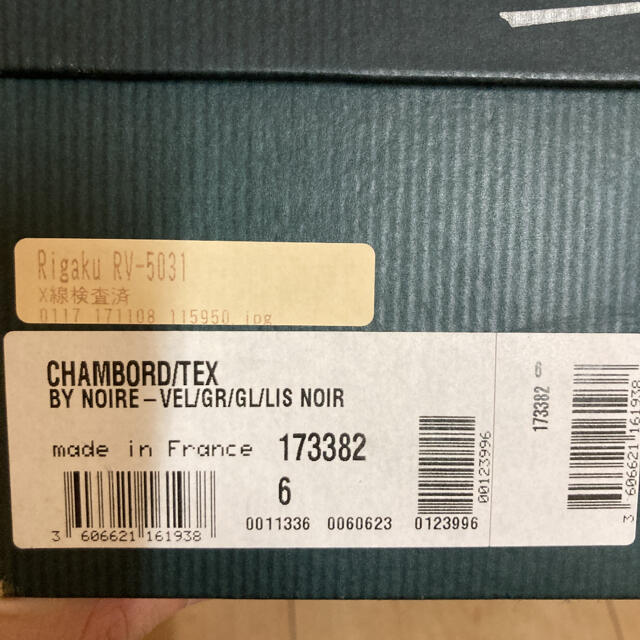 Rigaku RV-5031
X線検査済
0117 171108 115950.jpg
CHAMBORD/TEX
BY NOIRE-VEL/GR/GL/LIS NOIR
made in France 173382
6
3 606621 161938
0011336 0060623 0123996
00123996
173382 6
3 606621 161938